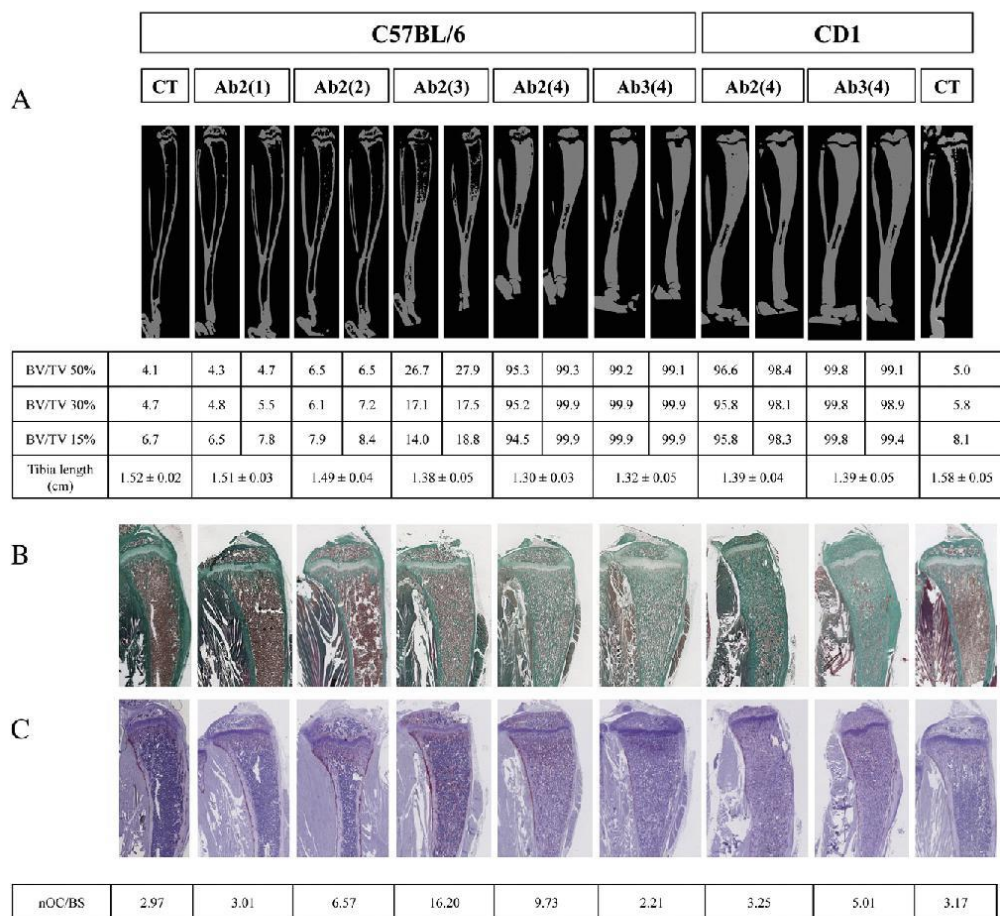 C57BL/6 CD1
A
CT Ab2(1) Ab2(2) Ab2(3) Ab2(4) Ab3(4) Ab2(4) Ab3(4) CT
BV/TV 50% 4.1 4.3 4.7 6.5 6.5 26.7 27.9 95.3 99.3 99.2 99.1 96.6 98.4 99.8 99.1 5.0
BV/TV 30% 4.7 4.8 5.5 6.1 7.2 17.1 17.5 95.2 99.9 99.9 99.9 95.8 98.1 99.8 98.9 5.8
BV/TV 15% 6.7 6.5 7.8 7.9 8.4 14.0 18.8 94.5 99.9 99.9 99.9 95.8 98.3 99.8 99.4 8.1
Tibia length
(cm) 1.52 ± 0.02 1.51 ± 0.03 1.49 ± 0.04 1.38 ± 0.05 1.30 ± 0.03 1.32 ± 0.05 1.39 ± 0.04 1.39 ± 0.05 1.58 ± 0.05
B
C
nOC/BS 2.97 3.01 6.57 16.20 9.73 2.21 3.25 5.01 3.17